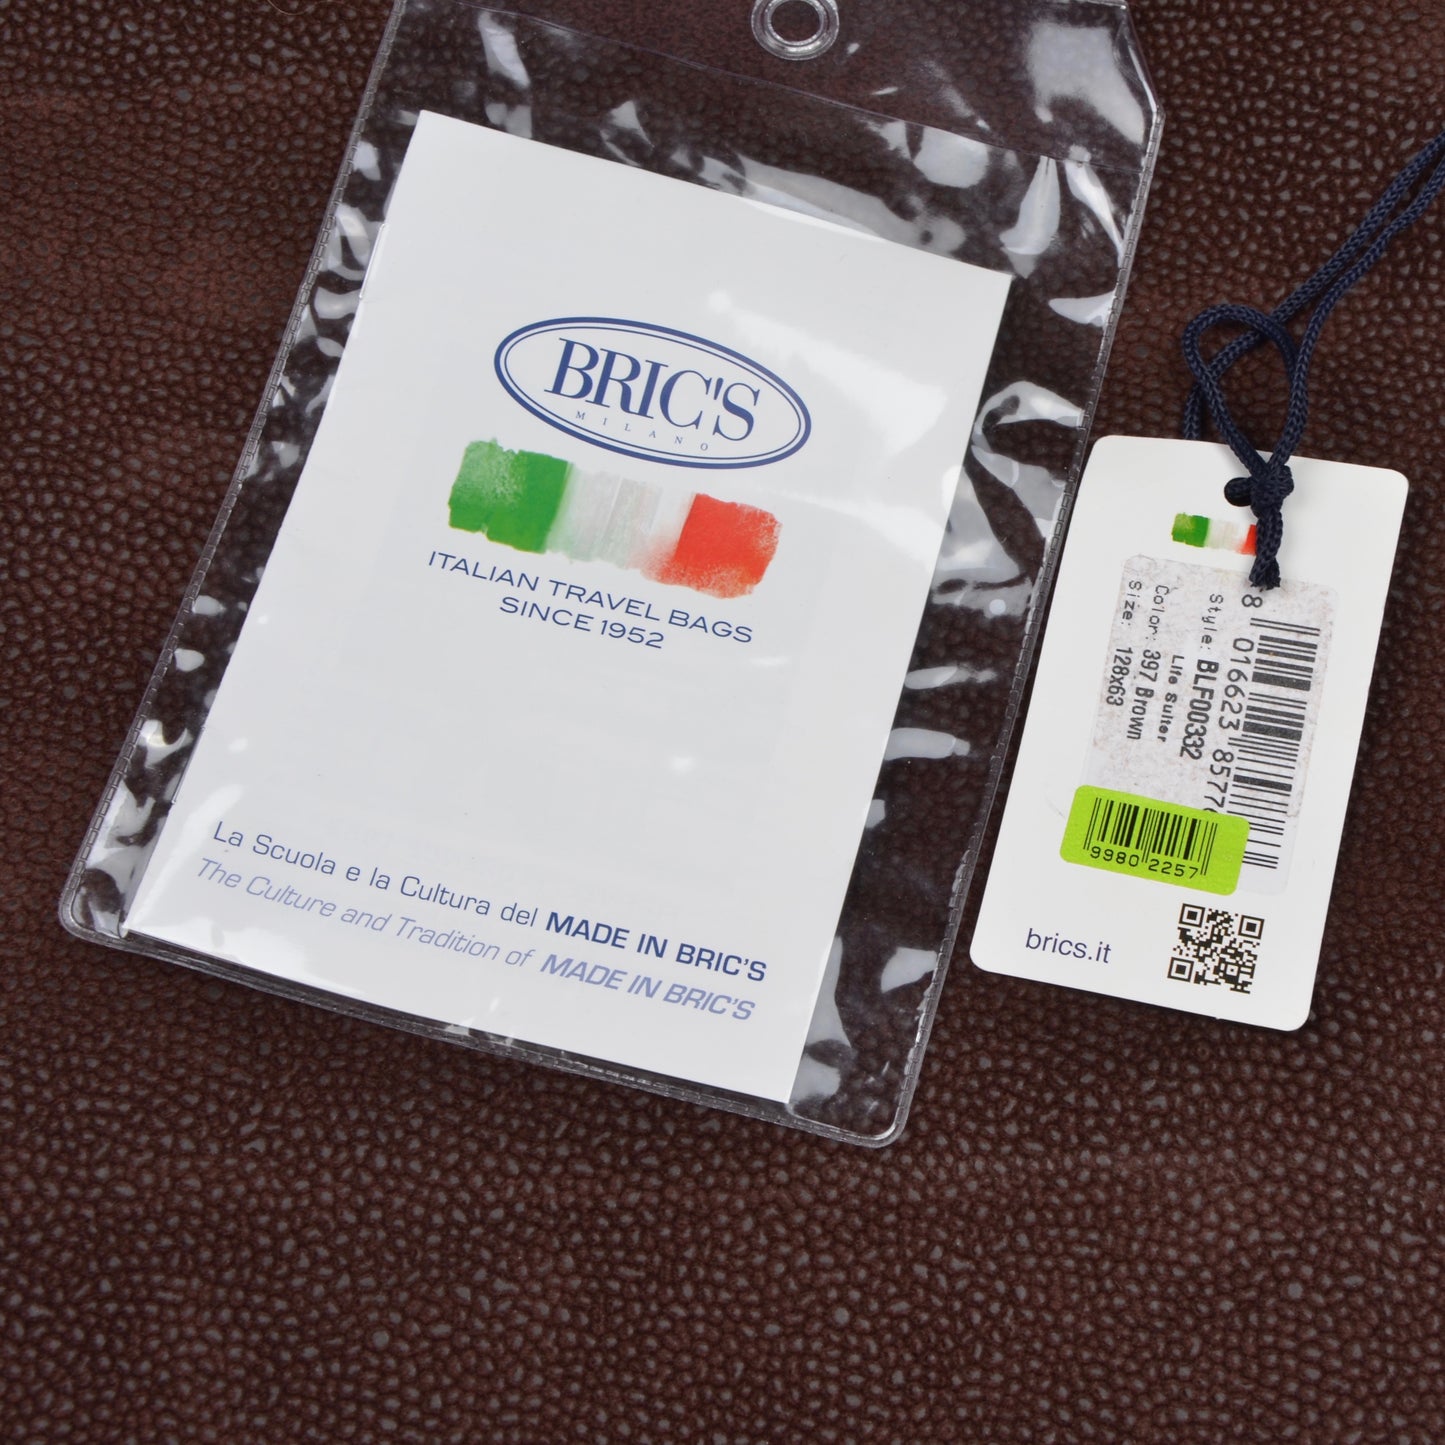 BRIC'S
MILANO
ITALIAN TRAVEL BAGS
SINCE 1952
La Scuola e la Cultura del MADE IN BRIC'S
The Culture and Tradition of MADE IN BRIC'S
8 016623 8577
Style: BLF00332
Life Suiter
Color: 397 Brown
Size: 128x63
9980 2257
brics.it